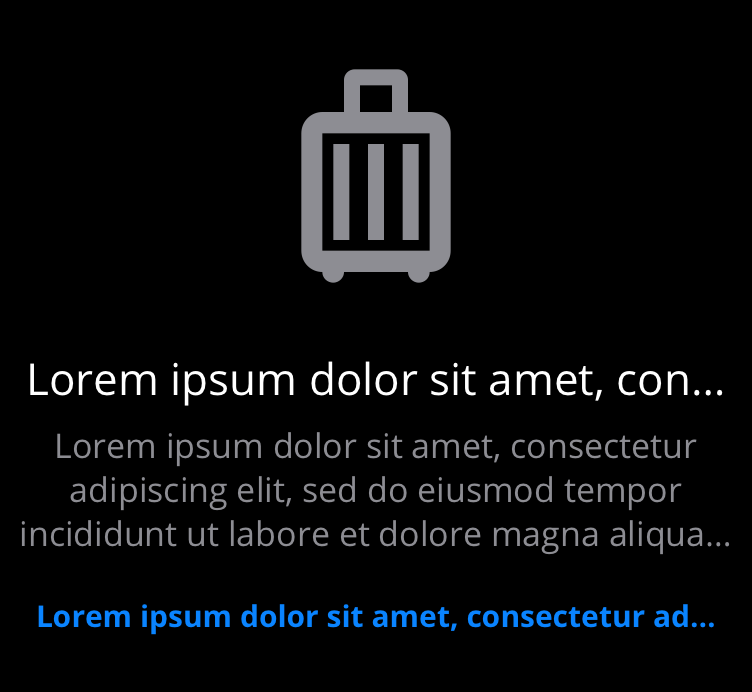 Lorem ipsum dolor sit amet, con...
Lorem ipsum dolor sit amet, consectetur
adipiscing elit, sed do eiusmod tempor
incididunt ut labore et dolore magna aliqua...
Lorem ipsum dolor sit amet, consectetur ad...